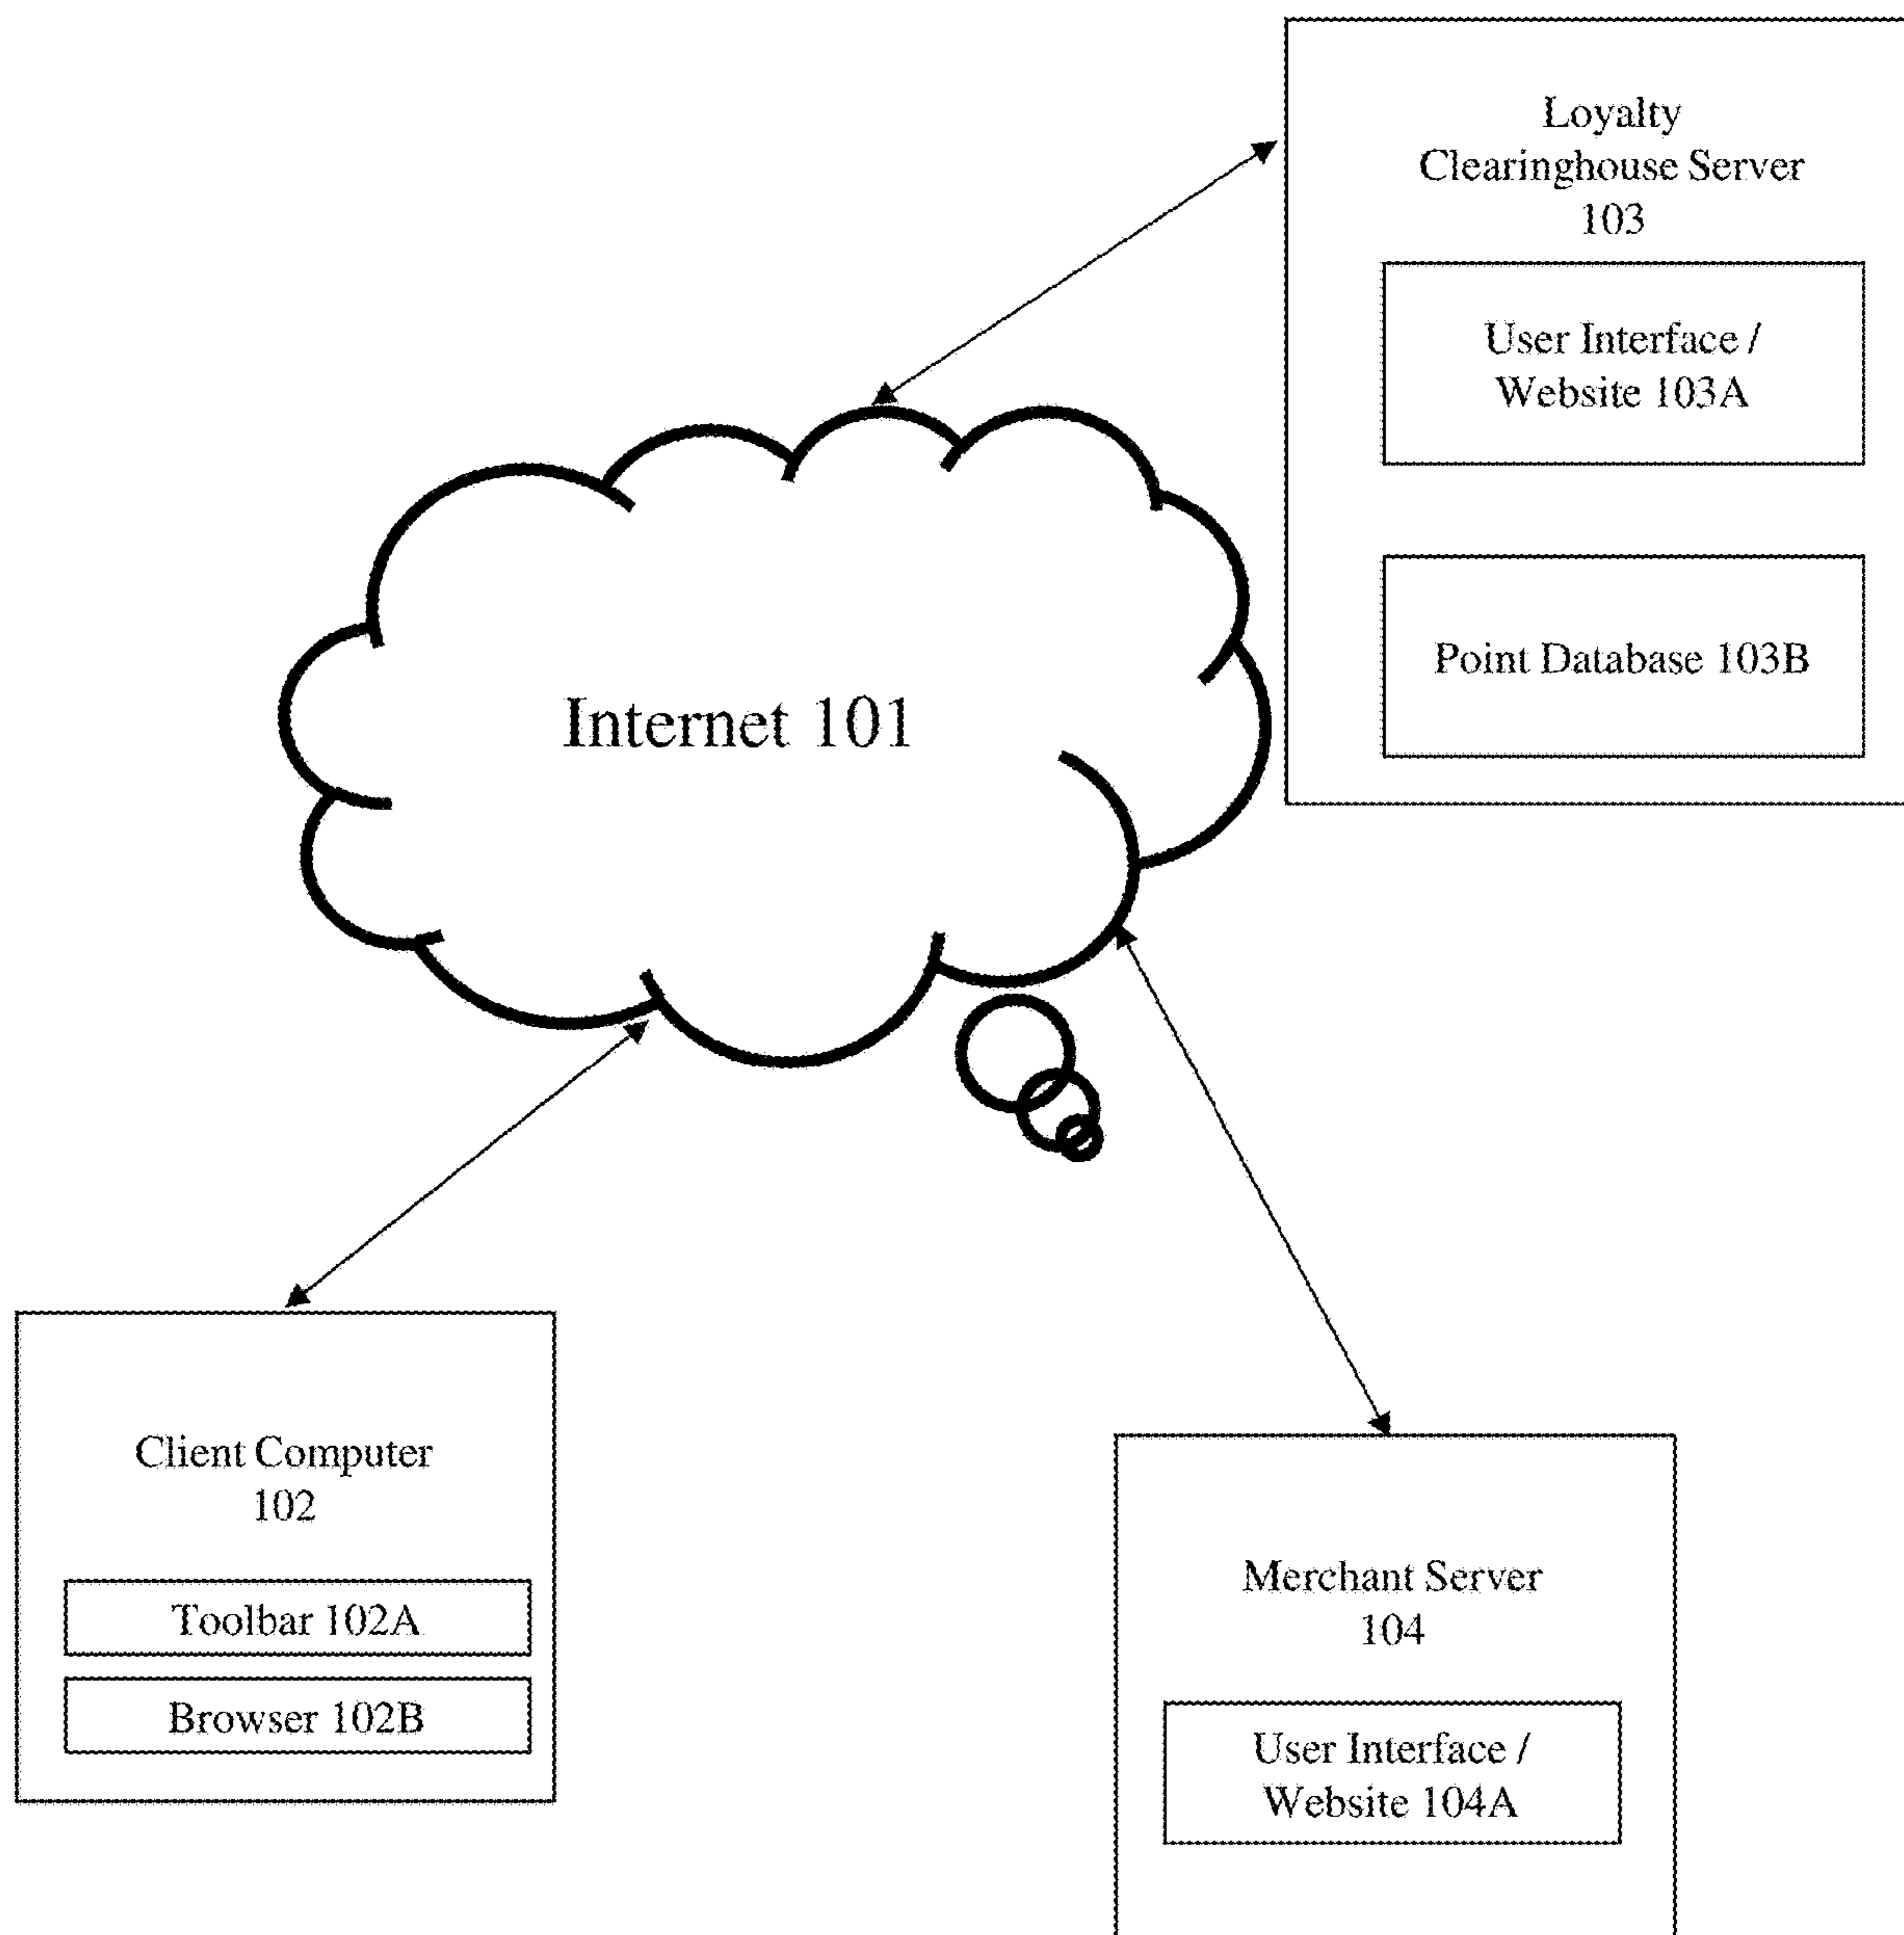 Loyalty
Clearinghouse Server
103
User Interface /
Website 103A
Point Database 103B
Internet 101
Client Computer
102
Toolbar 102A
Browser 102B
Merchant Server
104
User Interface /
Website 104A